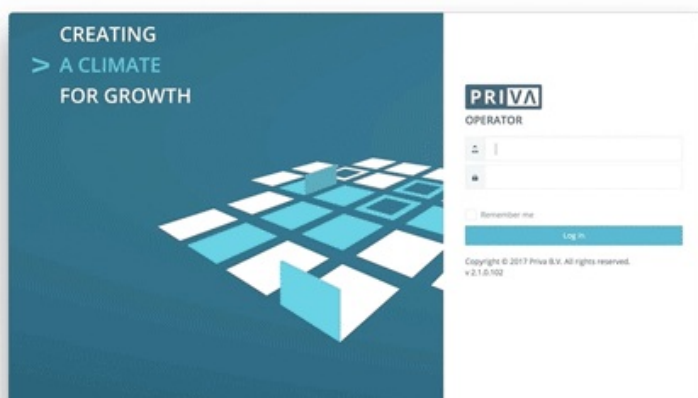 CREATING
> A CLIMATE
FOR GROWTH
PRIVA
OPERATOR
Remember me
Log in
Copyright © 2017 Priva B.V. All rights reserved.
v 2.1.0.102